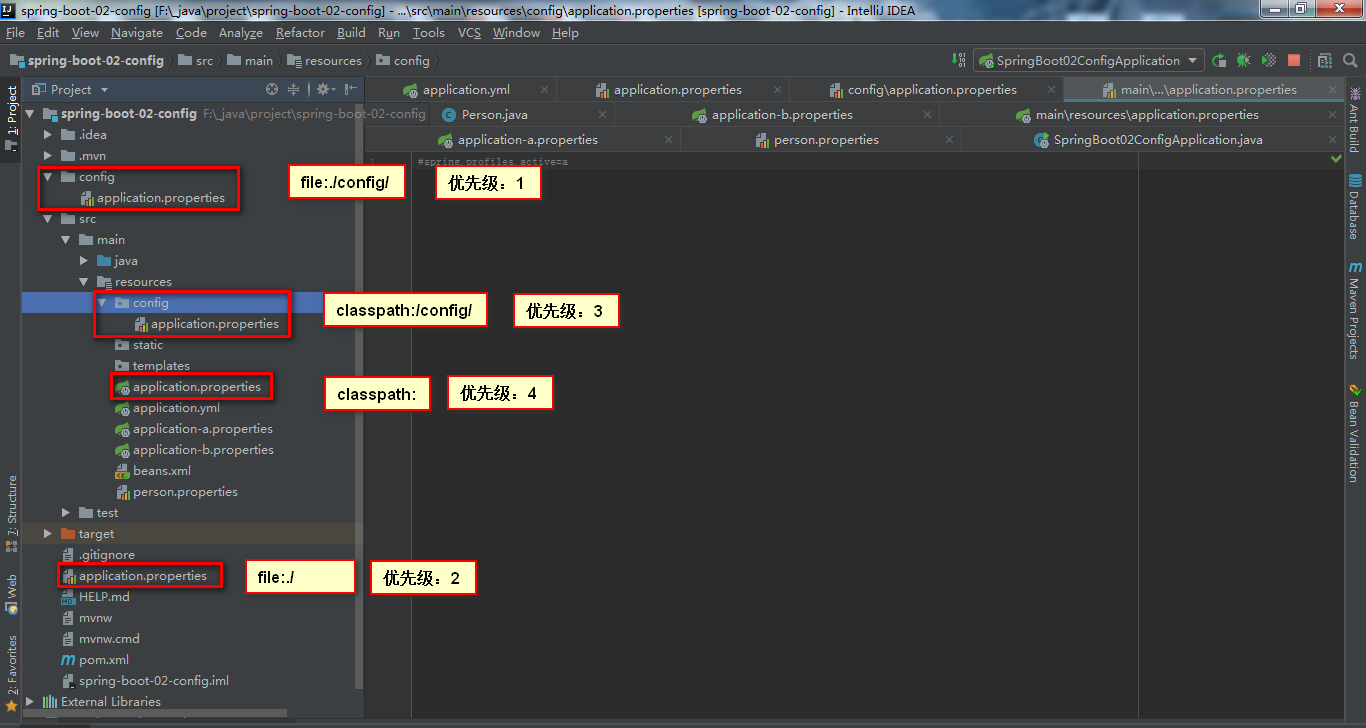 spring-boot-02-config [F:\_java\project\spring-boot-02-config] - ...\src\main\resources\config\application.properties [spring-boot-02-config] - IntelliJ IDEA
File Edit View Navigate Code Analyze Refactor Build Run Tools VCS Window Help
spring-boot-02-config src main resources config SpringBoot02ConfigApplication
Project application.yml application.properties config\application.properties main\...\application.properties
spring-boot-02-config F:\_java\project\spring-boot-02-config Person.java application-b.properties main\resources\application.properties
.idea application-a.properties person.properties SpringBoot02ConfigApplication.java
.mvn 1 #spring.profiles.active=a
config file:./config/ 优先级：1
application.properties
src
main
java
resources
config classpath:/config/ 优先级：3
application.properties
static
templates
application.properties classpath: 优先级：4
application.yml
application-a.properties
application-b.properties
beans.xml
person.properties
test
target
.gitignore
application.properties file:./ 优先级：2
HELP.md
mvnw
mvnw.cmd
pom.xml
spring-boot-02-config.iml
External Libraries
1: Project
7: Structure
Web
2: Favorites
Ant Build
Database
Maven Projects
Bean Validation